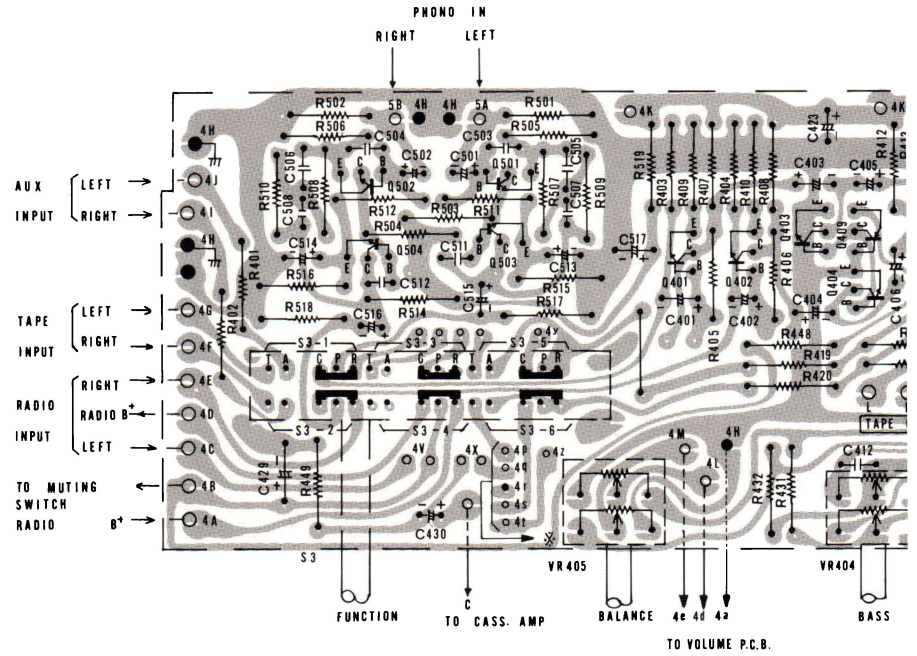 PHONO IN
RIGHT LEFT
R502 5B 4H 4H 5A R501 4K C423 4K
R506 C504 C503 R505 R412
4H C506 E C B C502 C501 Q501 C505 E R519 C403 C405
AUX LEFT 4J R510 R508 Q502 B C R507 C507 R509 R403 R409 R407 R404 R410 R408
INPUT RIGHT 4I C508 R512 R503 R511 Q403 E C B Q409 E C B
R504 C517 E C B E C B
4H R401 C514 E C B Q504 C511 B C E Q503 R406 Q404 E C B
R516 C512 C513 Q401 Q402
R402 R515 C406
TAPE LEFT 4G R518 R514 C515 R517 C401 R405 C402 C404
INPUT RIGHT 4F C516 4y R448
S3-1 S3-3 S3-5 R419
RIGHT 4E T A G P R T A G P R T A G P R R420
RADIO RADIO B+ 4D L
INPUT S3-2 S3-4 S3-6 TAPE
LEFT 4C 4V 4X 4p 4z 4M 4H
C429 R449 4q 4L R432 R431 C412
TO MUTING 4B 4r
SWITCH 4s
RADIO B+ 4A C430 4t ※
S3 VR405 VR404
FUNCTION C BALANCE 4e 4d 4a BASS
TO CASS. AMP
TO VOLUME P.C.B.